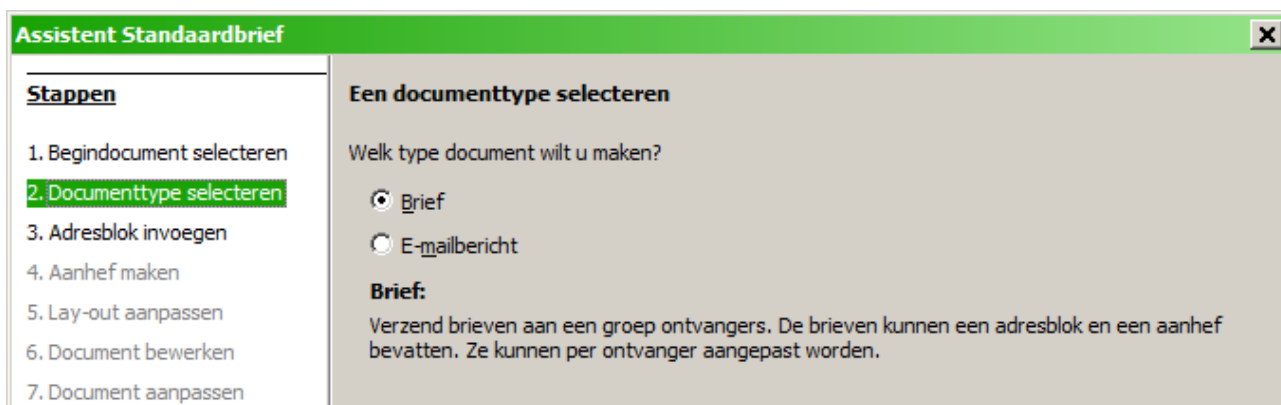 Assistent Standaardbrief
Stappen
1. Begindocument selecteren
2. Documenttype selecteren
3. Adresblok invoegen
4. Aanhef maken
5. Lay-out aanpassen
6. Document bewerken
7. Document aanpassen
Een documenttype selecteren
Welk type document wilt u maken?
Brief
E-mailbericht
Brief:
Verzend brieven aan een groep ontvangers. De brieven kunnen een adresblok en een aanhef
bevatten. Ze kunnen per ontvanger aangepast worden.